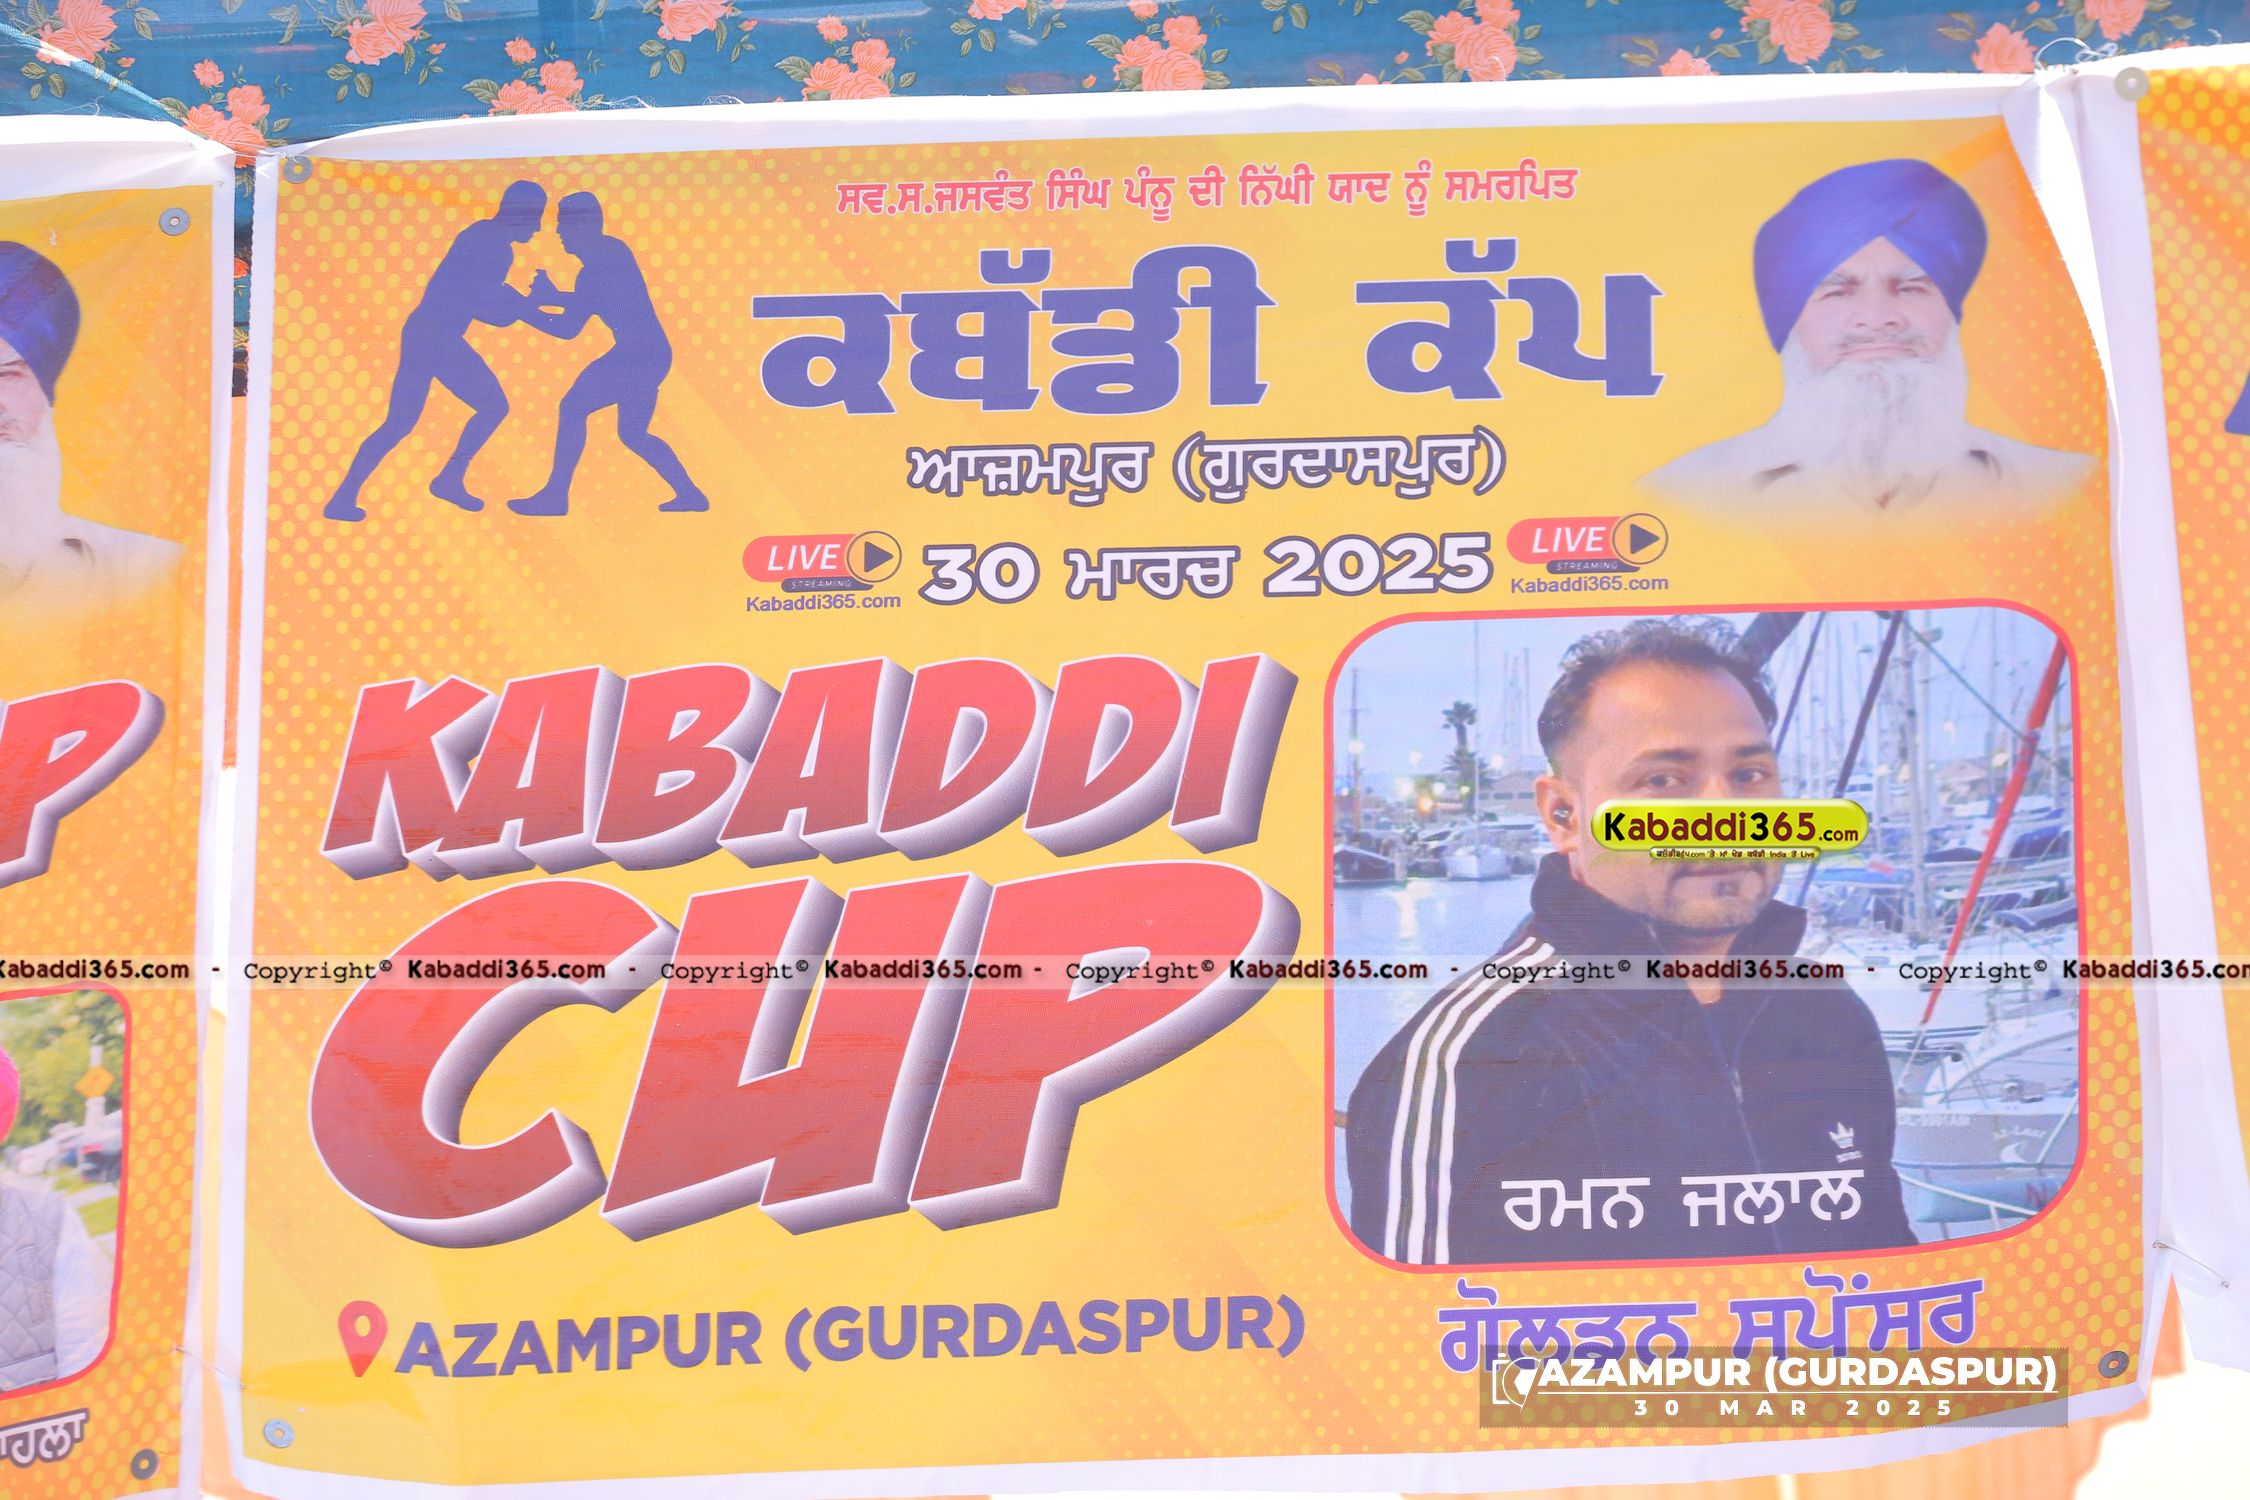 ਸਵ.ਸ.ਜਸਵੰਤ ਸਿੰਘ ਪੰਨੂ ਦੀ ਨਿੱਘੀ ਯਾਦ ਨੂੰ ਸਮਰਪਿਤ
ਕਬੱਡੀ ਕੱਪ
ਆਜ਼ਮਪੁਰ (ਗੁਰਦਾਸਪੁਰ)
LIVE
STREAMING
Kabaddi365.com
30 ਮਾਰਚ 2025
LIVE
STREAMING
Kabaddi365.com
KABADDI
CUP
P
Kabaddi365.com
Kabaddi365.com - Copyright© Kabaddi365.com - Copyright© Kabaddi365.com - Copyright© Kabaddi365.com - Copyright© Kabaddi365.com - Copyright© Kabaddi365.com
ਰਮਨ ਜਲਾਲ
AZAMPUR (GURDASPUR)
ਗੋਲਡਨ ਸਪੌਂਸਰ
AZAMPUR (GURDASPUR)
30 MAR 2025